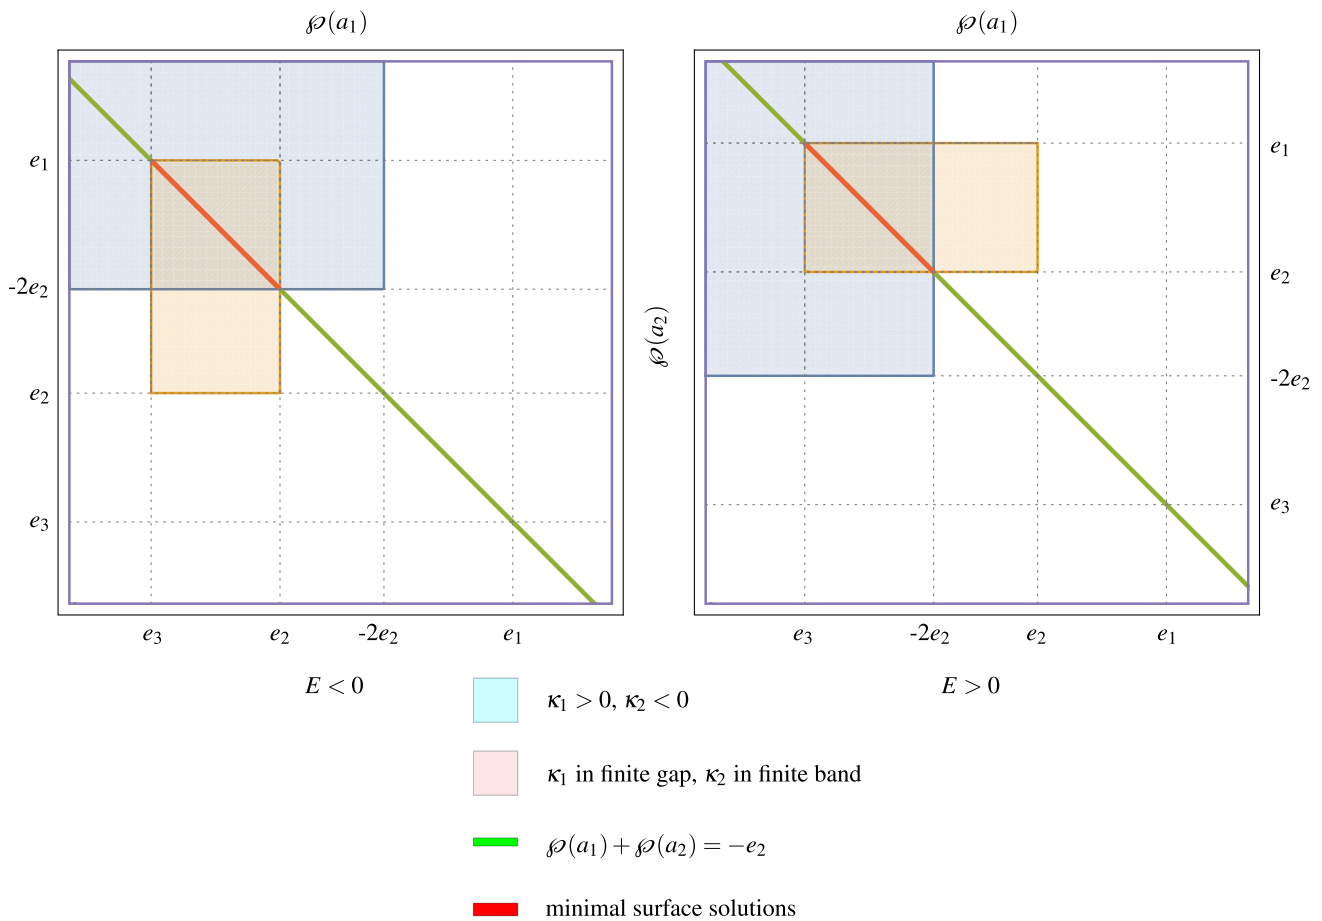 ℘(a₁)
℘(a₁)
e₁
-2e₂
e₂
e₃
℘(a₂)
e₁
e₂
-2e₂
e₃
e₃
e₂
-2e₂
e₁
e₃
-2e₂
e₂
e₁
E < 0
E > 0
κ₁ > 0, κ₂ < 0
κ₁ in finite gap, κ₂ in finite band
℘(a₁) + ℘(a₂) = −e₂
minimal surface solutions